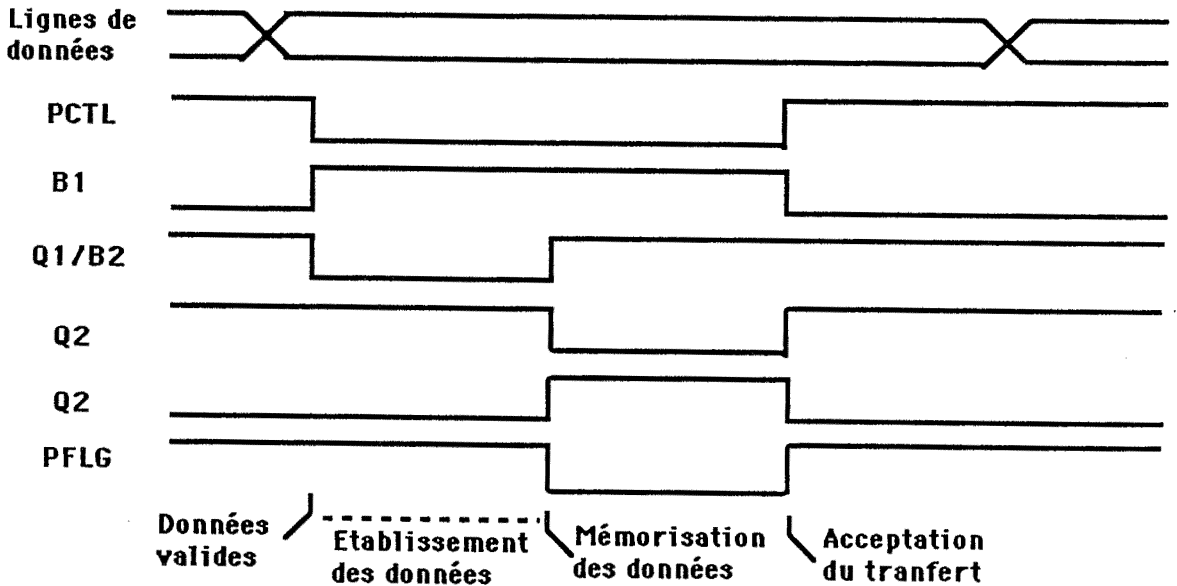 Lignes de
données
PCTL
B1
Q1/B2
Q2
Q2
PFLG
Données
valides
Etablissement
des données
Mémorisation
des données
Acceptation
du tranfert